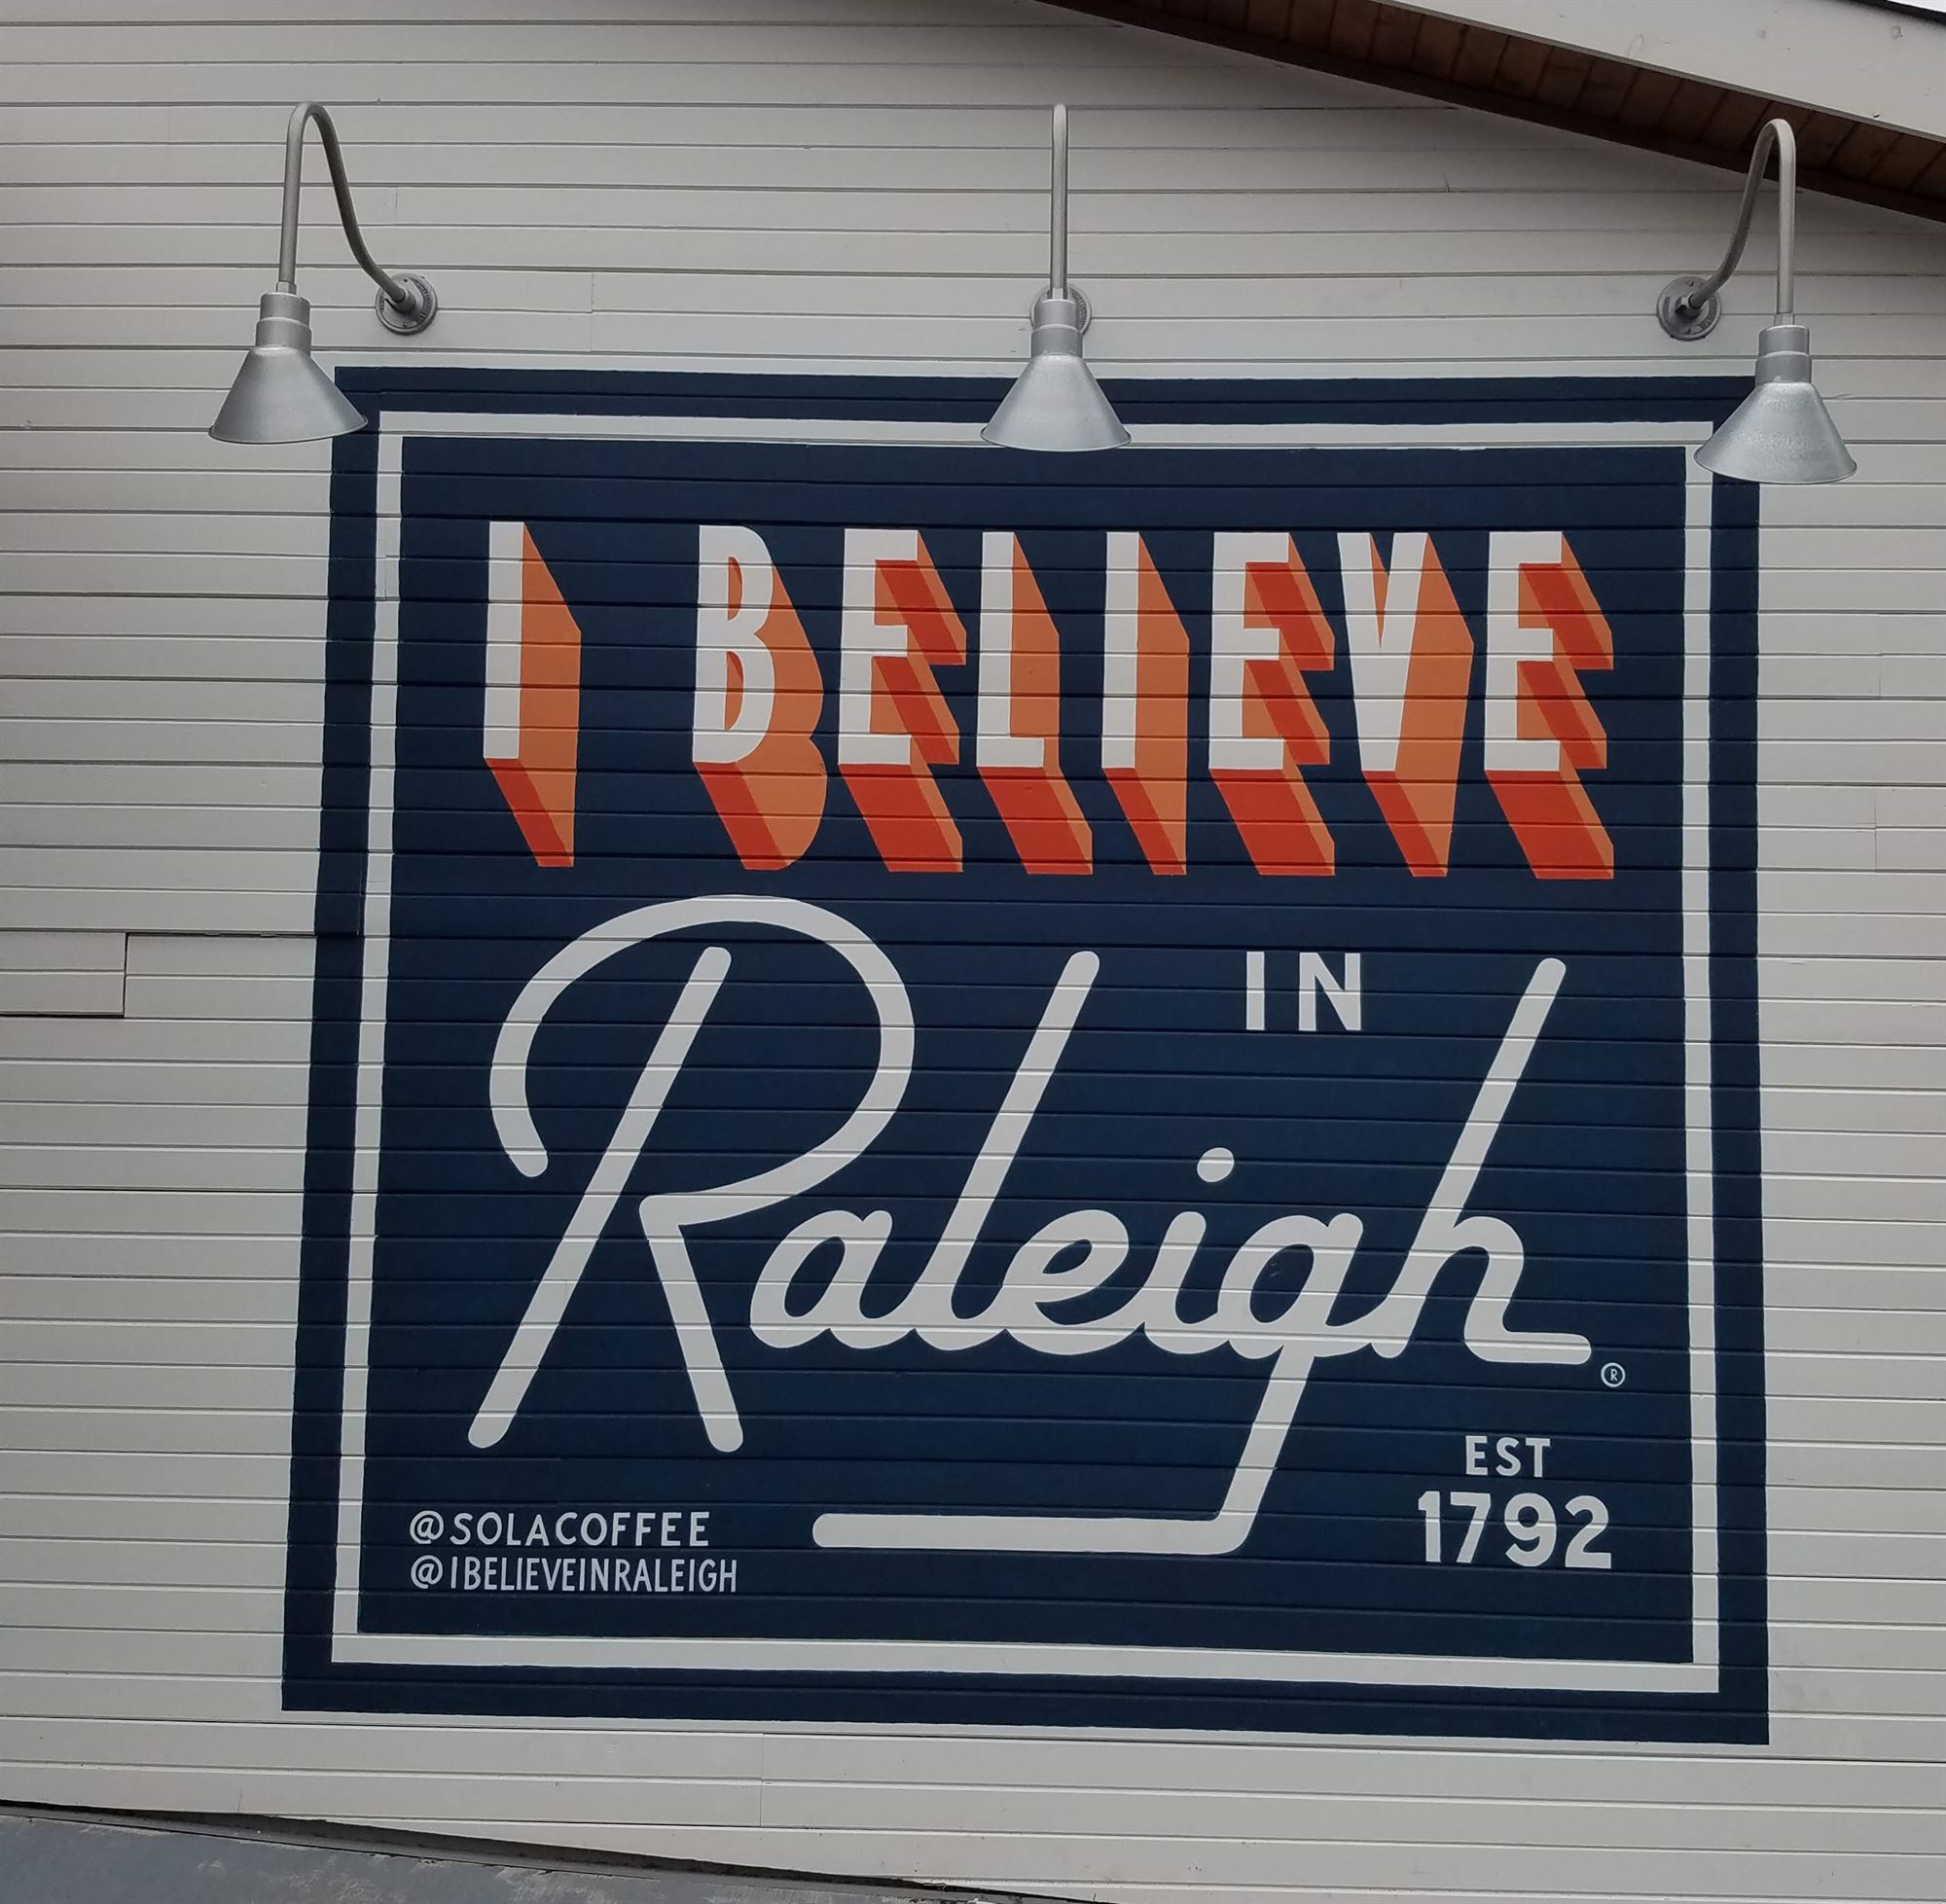 I BELIEVE
IN
Raleigh®
EST
1792
@SOLACOFFEE
@IBELIEVEINRALEIGH